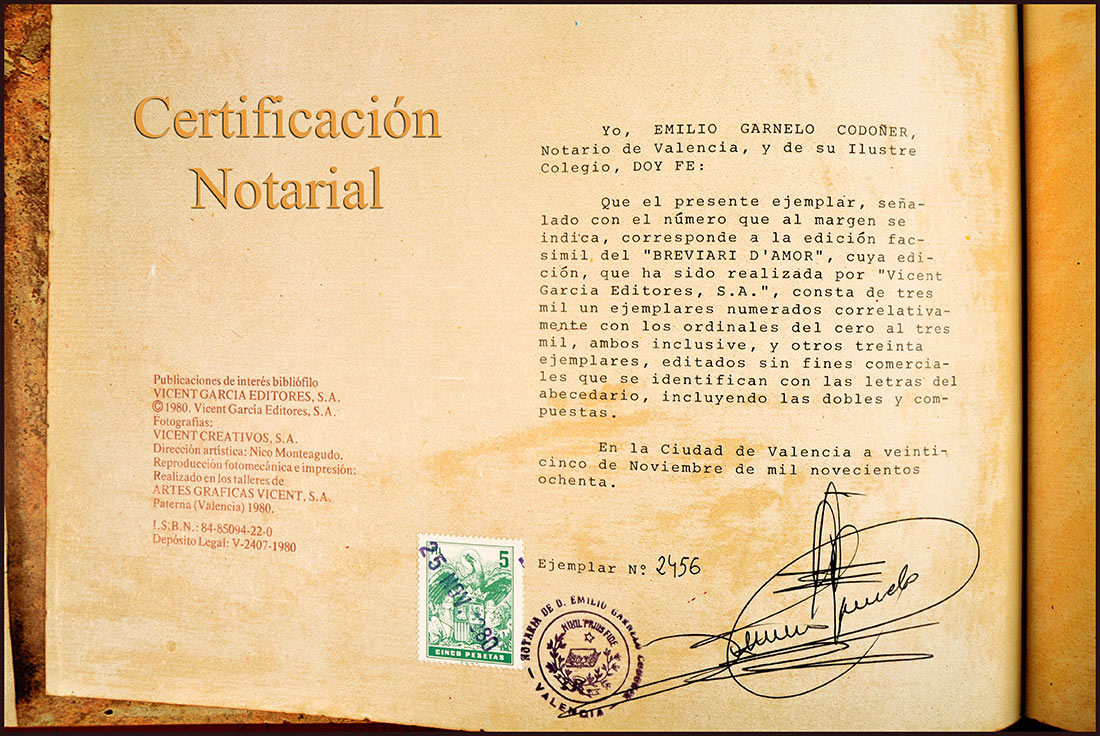 Certificación
Notarial
Publicaciones de interés bibliófilo
VICENT GARCIA EDITORES, S.A.
© 1980. Vicent García Editores, S.A.
Fotografías:
VICENT CREATIVOS, S.A.
Dirección artística: Nico Monteagudo.
Reproducción fotomecánica e impresión:
Realizado en los talleres de
ARTES GRAFICAS VICENT, S.A.
Paterna (Valencia) 1980.
I.S.B.N.: 84-85094-22-0
Depósito Legal: V-2407-1980
Yo, EMILIO GARNELO CODOÑER,
Notario de Valencia, y de su Ilustre
Colegio, DOY FE:
Que el presente ejemplar, seña-
lado con el número que al margen se
indica, corresponde a la edición fac-
simil del "BREVIARI D'AMOR", cuya edi-
ción, que ha sido realizada por "Vicent
Garcia Editores, S.A.", consta de tres
mil un ejemplares numerados correlativa-
mente con los ordinales del cero al tres
mil, ambos inclusive, y otros treinta
ejemplares, editados sin fines comercia-
les que se identifican con las letras del
abecedario, incluyendo las dobles y com-
puestas.
En la Ciudad de Valencia a veinti-
cinco de Noviembre de mil novecientos
ochenta.
Ejemplar Nº 2456
5
25 NOV 1980
CINCO PESETAS
NOTARIA DE D. EMILIO GARNELO CODOÑER
NIHIL PRIUS FIDE
VALENCIA